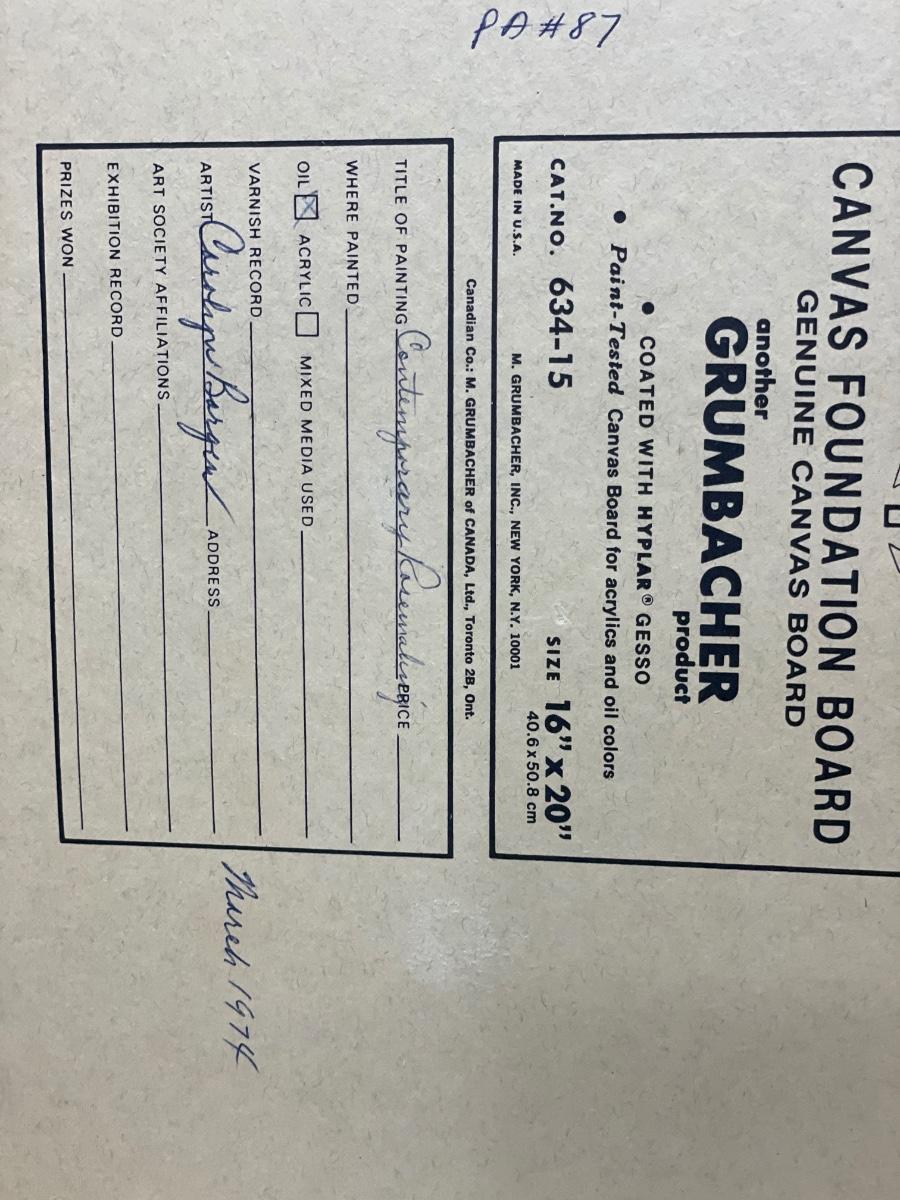 PA#87
CANVAS FOUNDATION BOARD
GENUINE CANVAS BOARD
another
GRUMBACHER
product
• COATED WITH HYPLAR® GESSO
• Paint-Tested Canvas Board for acrylics and oil colors
CAT.NO. 634-15 SIZE 16" x 20"
40.6 x 50.8 cm
MADE IN U.S.A. M. GRUMBACHER, INC., NEW YORK, N.Y. 10001
Canadian Co.: M. GRUMBACHER of CANADA, Ltd., Toronto 2B, Ont.
TITLE OF PAINTING Contemporary Rosemaling PRICE
WHERE PAINTED
OIL ACRYLIC MIXED MEDIA USED
VARNISH RECORD
ARTIST Carolyn ADDRESS
ART SOCIETY AFFILIATIONS
EXHIBITION RECORD
PRIZES WON
March 1974